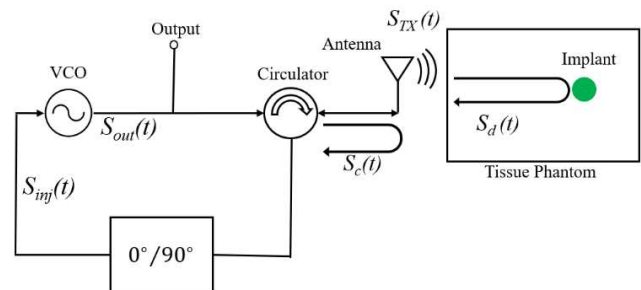 Output
S_TX(t)
VCO
Circulator
Antenna
Implant
S_out(t)
S_c(t)
S_d(t)
Tissue Phantom
S_inj(t)
0°/90°